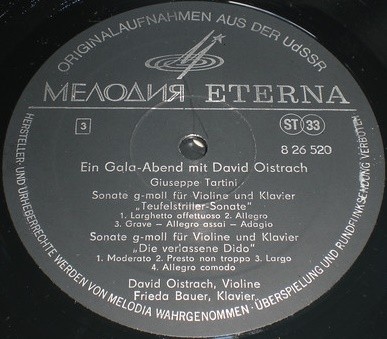 ORIGINALAUFNAHMEN AUS DER UdSSR
МЕЛОДИЯ ETERNA
3
ST 33
8 26 520
Ein Gala-Abend mit David Oistrach
Giuseppe Tartini
Sonate g-moll für Violine und Klavier
„Teufelstriller-Sonate"
1. Larghetto affettuoso 2. Allegro
3. Grave – Allegro assai – Adagio
Sonate g-moll für Violine und Klavier
„Die verlassene Dido"
1. Moderato 2. Presto non troppo 3. Largo
4. Allegro comodo
David Oistrach, Violine
Frieda Bauer, Klavier
HERSTELLER- UND URHEBERRECHTE WERDEN VON MELODIA WAHRGENOMMEN · ÜBERSPIELUNG UND RUNDFUNKSENDUNG VERBOTEN